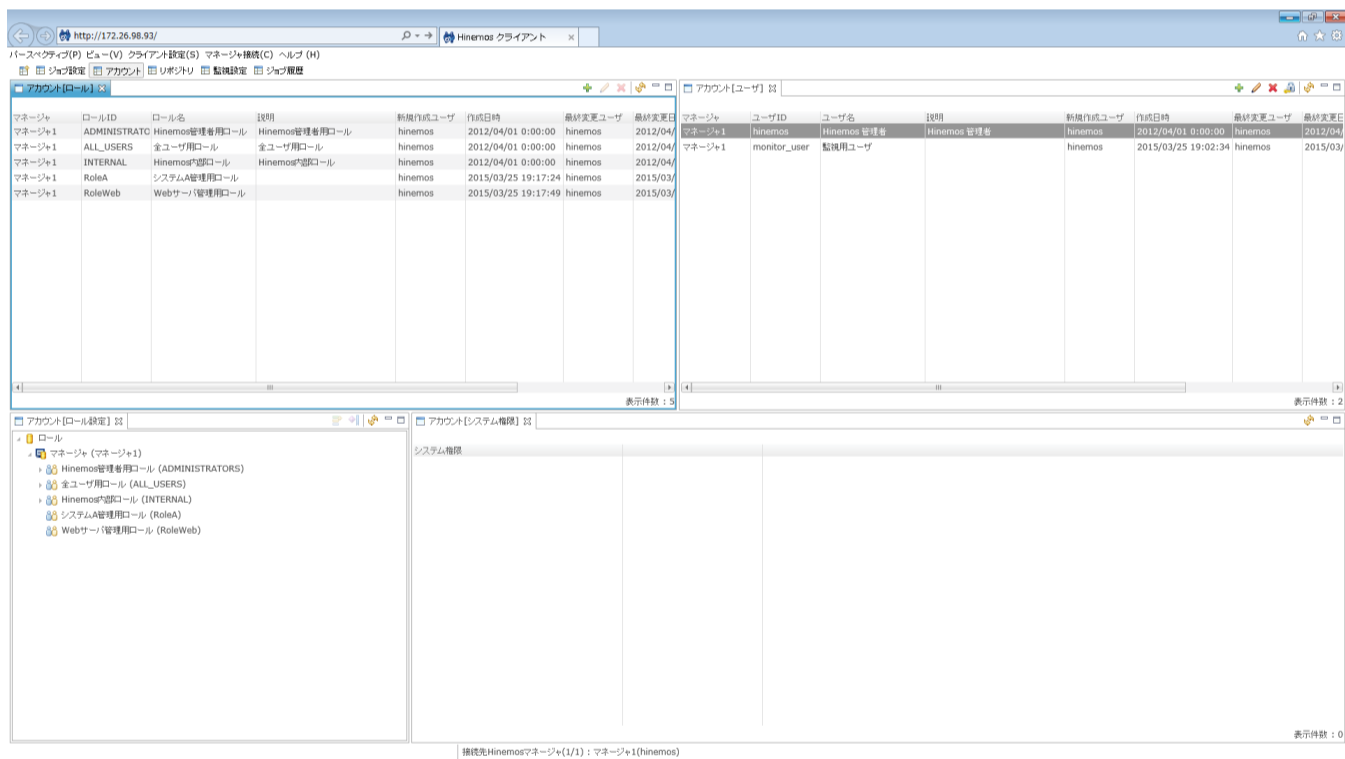 http://172.26.98.93/
Hinemos クライアント
パースペクティブ(P) ビュー(V) クライアント設定(S) マネージャ接続(C) ヘルプ (H)
ジョブ設定 アカウント リポジトリ 監視設定 ジョブ履歴
アカウント[ロール]
マネージャ ロールID ロール名 説明 新規作成ユーザ 作成日時 最終変更ユーザ 最終変更日
マネージャ1 ADMINISTRATC Hinemos管理者用ロール Hinemos管理者用ロール hinemos 2012/04/01 0:00:00 hinemos 2012/04/
マネージャ1 ALL_USERS 全ユーザ用ロール 全ユーザ用ロール hinemos 2012/04/01 0:00:00 hinemos 2012/04/
マネージャ1 INTERNAL Hinemos内部ロール Hinemos内部ロール hinemos 2012/04/01 0:00:00 hinemos 2012/04/
マネージャ1 RoleA システムA管理用ロール hinemos 2015/03/25 19:17:24 hinemos 2015/03/
マネージャ1 RoleWeb Webサーバ管理用ロール hinemos 2015/03/25 19:17:49 hinemos 2015/03/
表示件数 : 5
アカウント[ユーザ]
マネージャ ユーザID ユーザ名 説明 新規作成ユーザ 作成日時 最終変更ユーザ 最終変更日
マネージャ1 hinemos Hinemos 管理者 Hinemos 管理者 hinemos 2012/04/01 0:00:00 hinemos 2012/04/
マネージャ1 monitor_user 監視用ユーザ hinemos 2015/03/25 19:02:34 hinemos 2015/03/
表示件数 : 2
アカウント[ロール設定]
ロール
マネージャ (マネージャ1)
Hinemos管理者用ロール (ADMINISTRATORS)
全ユーザ用ロール (ALL_USERS)
Hinemos内部ロール (INTERNAL)
システムA管理用ロール (RoleA)
Webサーバ管理用ロール (RoleWeb)
アカウント[システム権限]
システム権限
表示件数 : 0
接続先Hinemosマネージャ(1/1) : マネージャ1(hinemos)